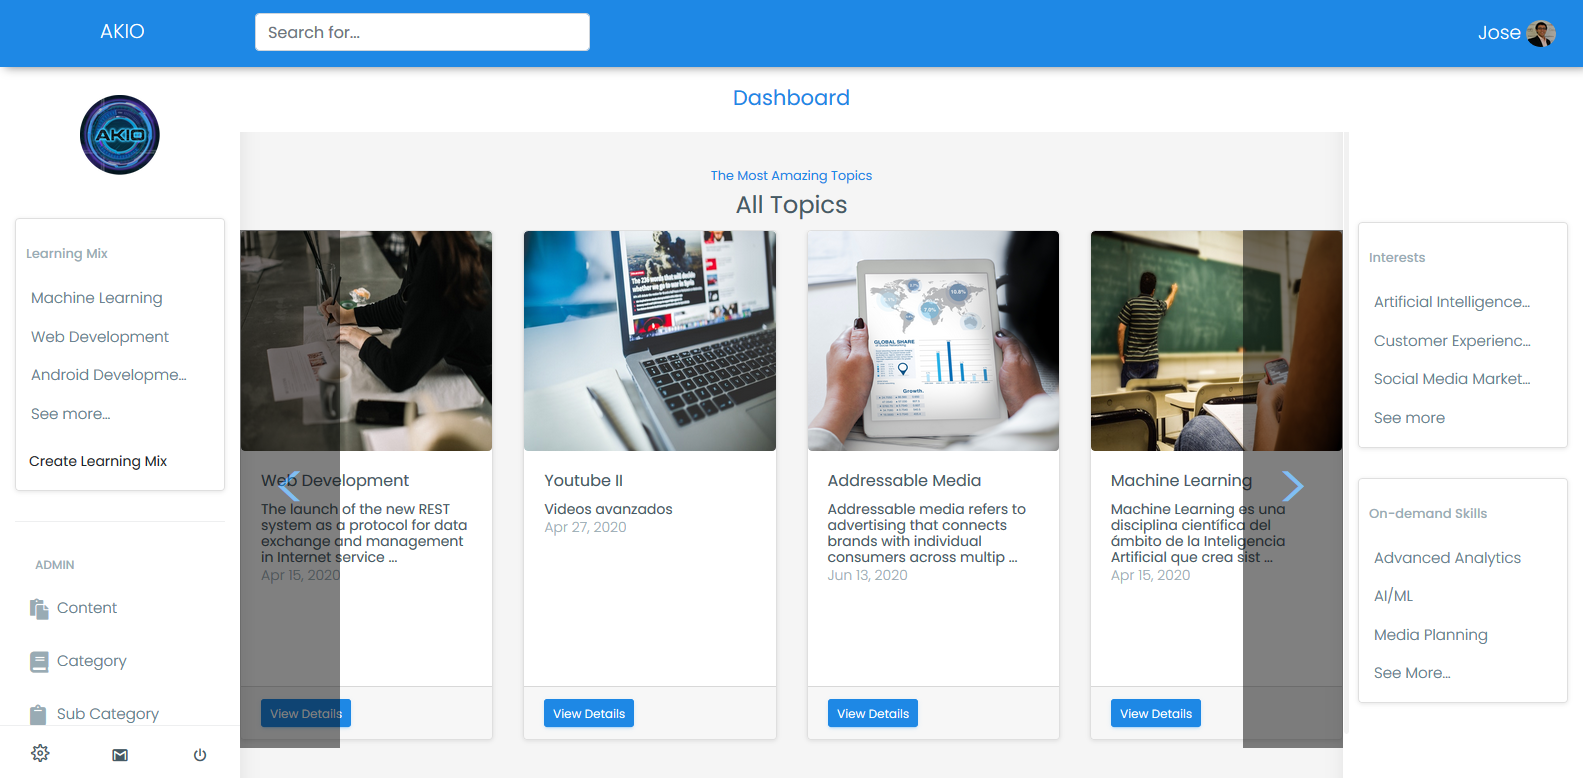 AKIO
Search for...
Jose
Dashboard
AKIO
Learning Mix
Machine Learning
Web Development
Android Developme...
See more...
Create Learning Mix
ADMIN
Content
Category
Sub Category
The Most Amazing Topics
All Topics
Web Development
The launch of the new REST
system as a protocol for data
exchange and management
in Internet service ...
Apr 15, 2020
View Details
Youtube II
Videos avanzados
Apr 27, 2020
View Details
GLOBAL SHARE
Growth.
Addressable Media
Addressable media refers to
advertising that connects
brands with individual
consumers across multip ...
Jun 13, 2020
View Details
Machine Learning
Machine Learning es una
disciplina científica del
ámbito de la Inteligencia
Artificial que crea sist ...
Apr 15, 2020
View Details
Interests
Artificial Intelligence...
Customer Experienc...
Social Media Market...
See more
On-demand Skills
Advanced Analytics
AI/ML
Media Planning
See More...